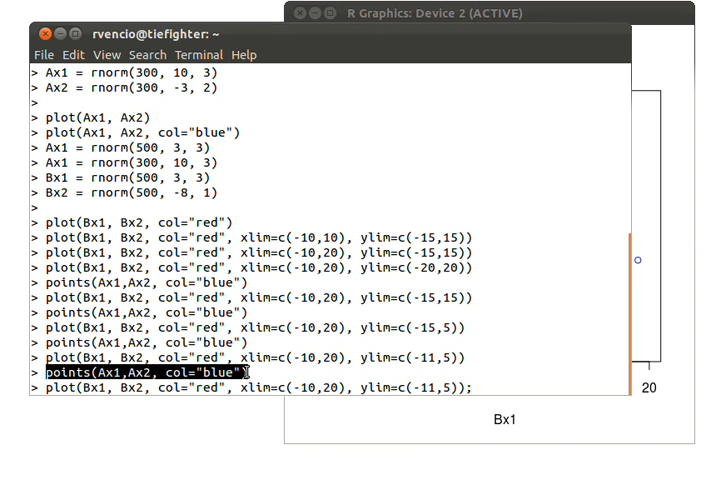 R Graphics: Device 2 (ACTIVE)
rvencio@tiefighter: ~
File Edit View Search Terminal Help
> Ax1 = rnorm(300, 10, 3)
> Ax2 = rnorm(300, -3, 2)
>
> plot(Ax1, Ax2)
> plot(Ax1, Ax2, col="blue")
> Ax1 = rnorm(500, 3, 3)
> Ax1 = rnorm(300, 10, 3)
> Bx1 = rnorm(500, 3, 3)
> Bx2 = rnorm(500, -8, 1)
>
> plot(Bx1, Bx2, col="red")
> plot(Bx1, Bx2, col="red", xlim=c(-10,10), ylim=c(-15,15))
> plot(Bx1, Bx2, col="red", xlim=c(-10,20), ylim=c(-15,15))
> plot(Bx1, Bx2, col="red", xlim=c(-10,20), ylim=c(-20,20))
> points(Ax1,Ax2, col="blue")
> plot(Bx1, Bx2, col="red", xlim=c(-10,20), ylim=c(-15,15))
> points(Ax1,Ax2, col="blue")
> plot(Bx1, Bx2, col="red", xlim=c(-10,20), ylim=c(-15,5))
> points(Ax1,Ax2, col="blue")
> plot(Bx1, Bx2, col="red", xlim=c(-10,20), ylim=c(-11,5))
> points(Ax1,Ax2, col="blue")
> plot(Bx1, Bx2, col="red", xlim=c(-10,20), ylim=c(-11,5));
20
Bx1